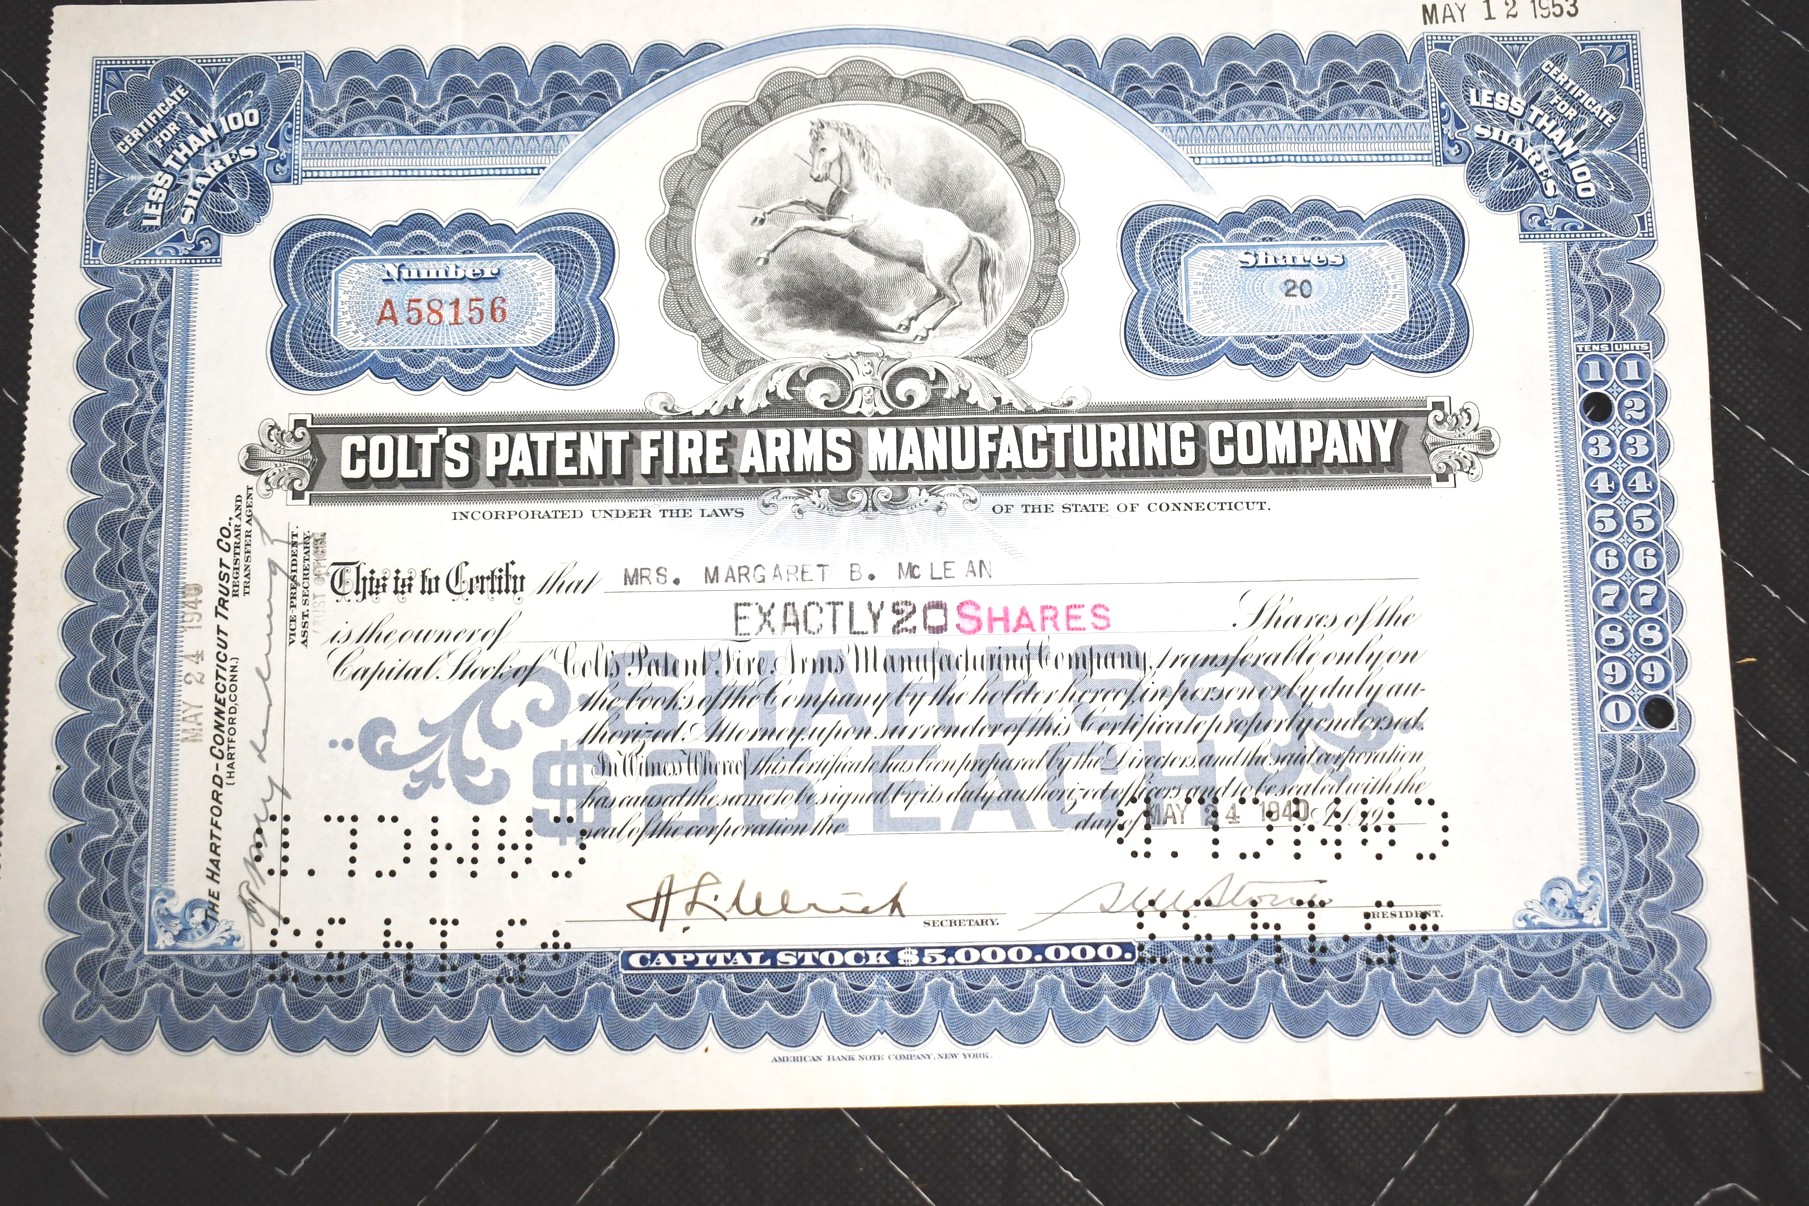 MAY 12 1953
CERTIFICATE
FOR
LESS THAN 100
SHARES
CERTIFICATE
FOR
LESS THAN 100
SHARES
Number
A58156
Shares
20
TENS UNITS
1 1
2
3 3
4 4
5 5
6 6
7 7
8 8
9 9
0
COLT'S PATENT FIRE ARMS MANUFACTURING COMPANY
INCORPORATED UNDER THE LAWS OF THE STATE OF CONNECTICUT.
This is to Certify that MRS. MARGARET B. McLEAN
is the owner of EXACTLY 20 SHARES Shares of the
Capital Stock of Colt's Patent Fire Arms Manufacturing Company, transferable only on
the books of the Company by the holder hereof, in person or by duly au-
thorized Attorney, upon surrender of this Certificate properly endorsed.
In Witness Whereof this Certificate has been prepared by the Directors, and the said corporation
has caused the same to be signed by its duly authorized officers and to be sealed with the
seal of the corporation the day of MAY 24 1940 A.D. 19
SHARES
$25. EACH
CANCL'D
CANCL'D
SECRETARY.
PRESIDENT.
CAPITAL STOCK $5,000,000.
AMERICAN BANK NOTE COMPANY, NEW YORK.
MAY 24 1940
THE HARTFORD-CONNECTICUT TRUST CO.,
(HARTFORD, CONN.)
REGISTRAR AND
TRANSFER AGENT
VICE-PRESIDENT.
ASST. SECRETARY.
TRUST OFFICER